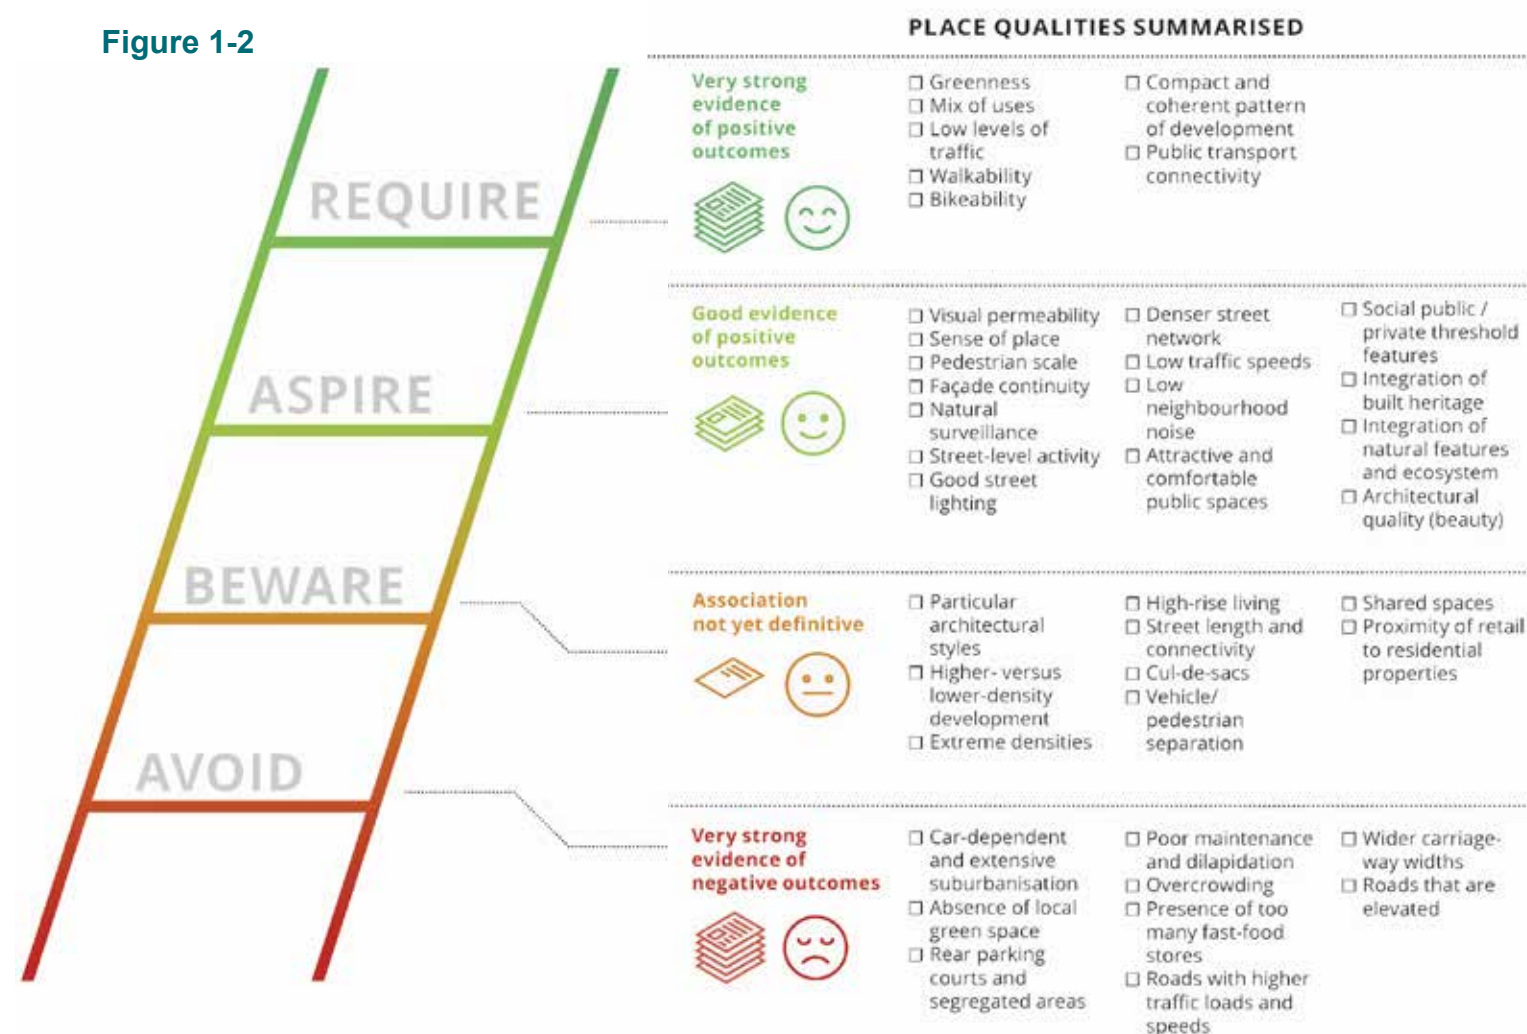 Figure 1-2
PLACE QUALITIES SUMMARISED
REQUIRE
Very strong
evidence
of positive
outcomes
☐ Greenness
☐ Mix of uses
☐ Low levels of
traffic
☐ Walkability
☐ Bikeability
☐ Compact and
coherent pattern
of development
☐ Public transport
connectivity
ASPIRE
Good evidence
of positive
outcomes
☐ Visual permeability
☐ Sense of place
☐ Pedestrian scale
☐ Façade continuity
☐ Natural
surveillance
☐ Street-level activity
☐ Good street
lighting
☐ Denser street
network
☐ Low traffic speeds
☐ Low
neighbourhood
noise
☐ Attractive and
comfortable
public spaces
☐ Social public /
private threshold
features
☐ Integration of
built heritage
☐ Integration of
natural features
and ecosystem
☐ Architectural
quality (beauty)
BEWARE
Association
not yet definitive
☐ Particular
architectural
styles
☐ Higher- versus
lower-density
development
☐ Extreme densities
☐ High-rise living
☐ Street length and
connectivity
☐ Cul-de-sacs
☐ Vehicle/
pedestrian
separation
☐ Shared spaces
☐ Proximity of retail
to residential
properties
AVOID
Very strong
evidence of
negative outcomes
☐ Car-dependent
and extensive
suburbanisation
☐ Absence of local
green space
☐ Rear parking
courts and
segregated areas
☐ Poor maintenance
and dilapidation
☐ Overcrowding
☐ Presence of too
many fast-food
stores
☐ Roads with higher
traffic loads and
speeds
☐ Wider carriage-
way widths
☐ Roads that are
elevated